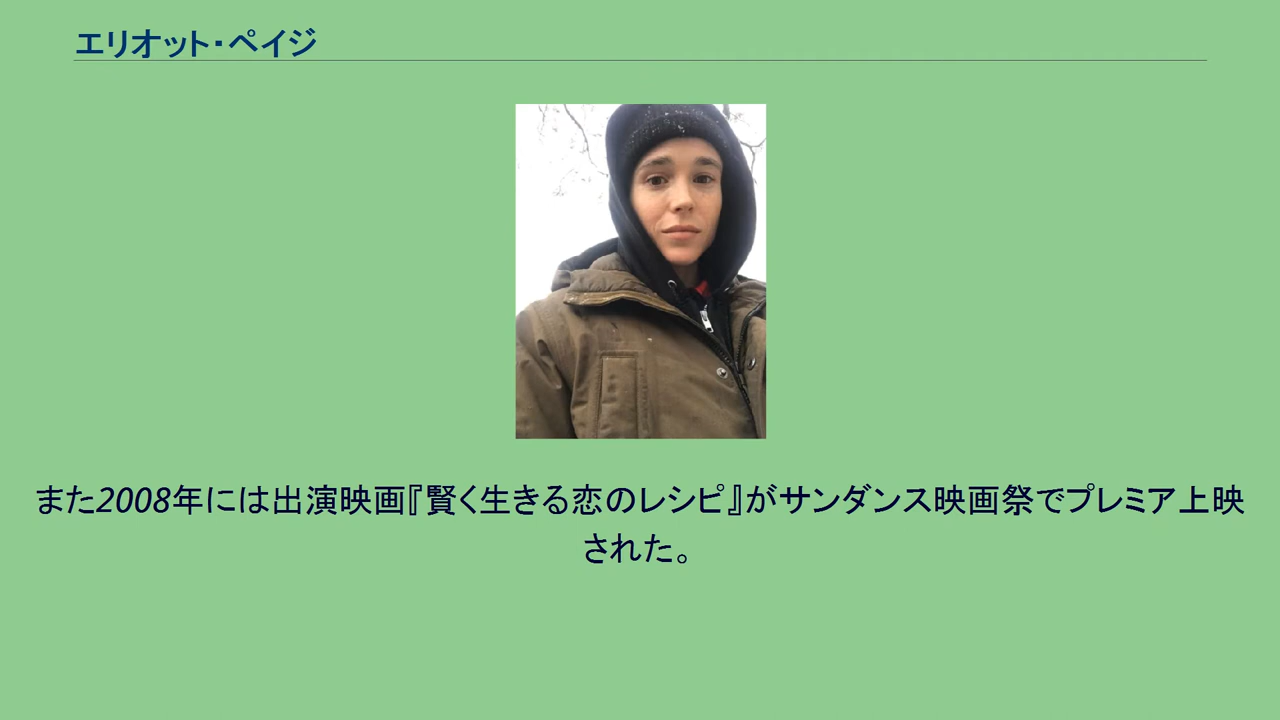 エリオット・ペイジ
また2008年には出演映画『賢く生きる恋のレシピ』がサンダンス映画祭でプレミア上映
された。